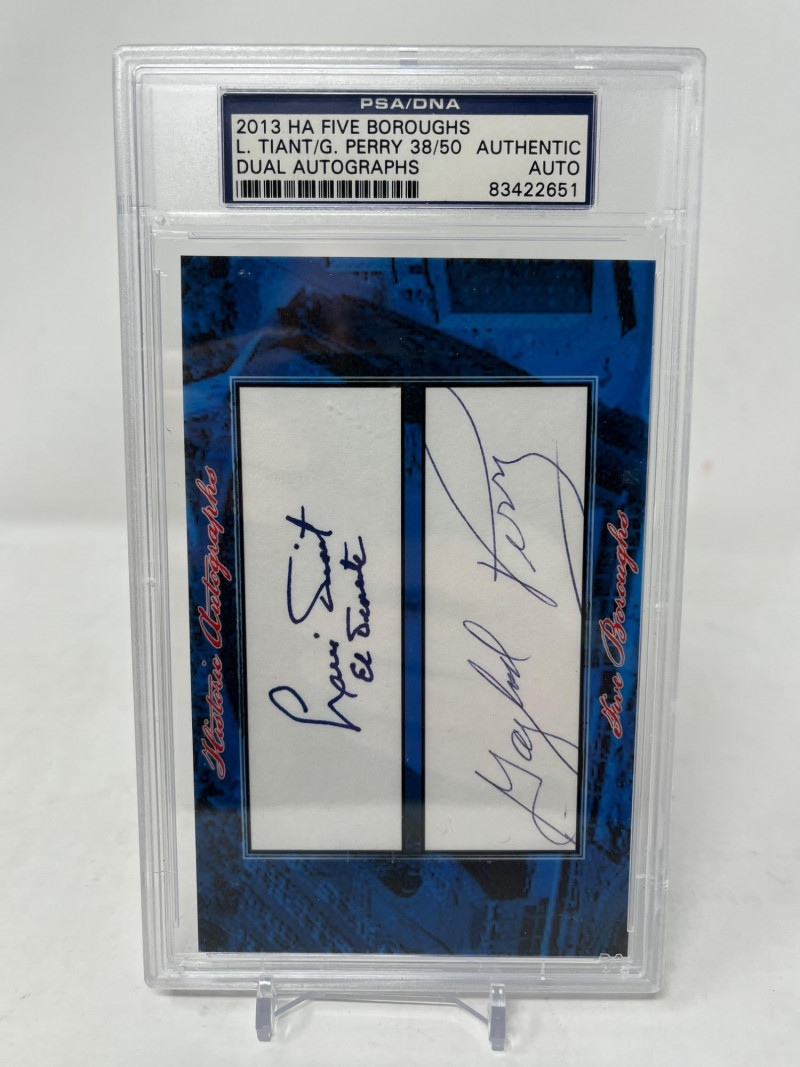 PSA/DNA
2013 HA FIVE BOROUGHS
L. TIANT/G. PERRY 38/50 AUTHENTIC
DUAL AUTOGRAPHS AUTO
83422651
Historic Autographs
Luis Tiant
El Tiante
Gaylord Perry
Five Boroughs